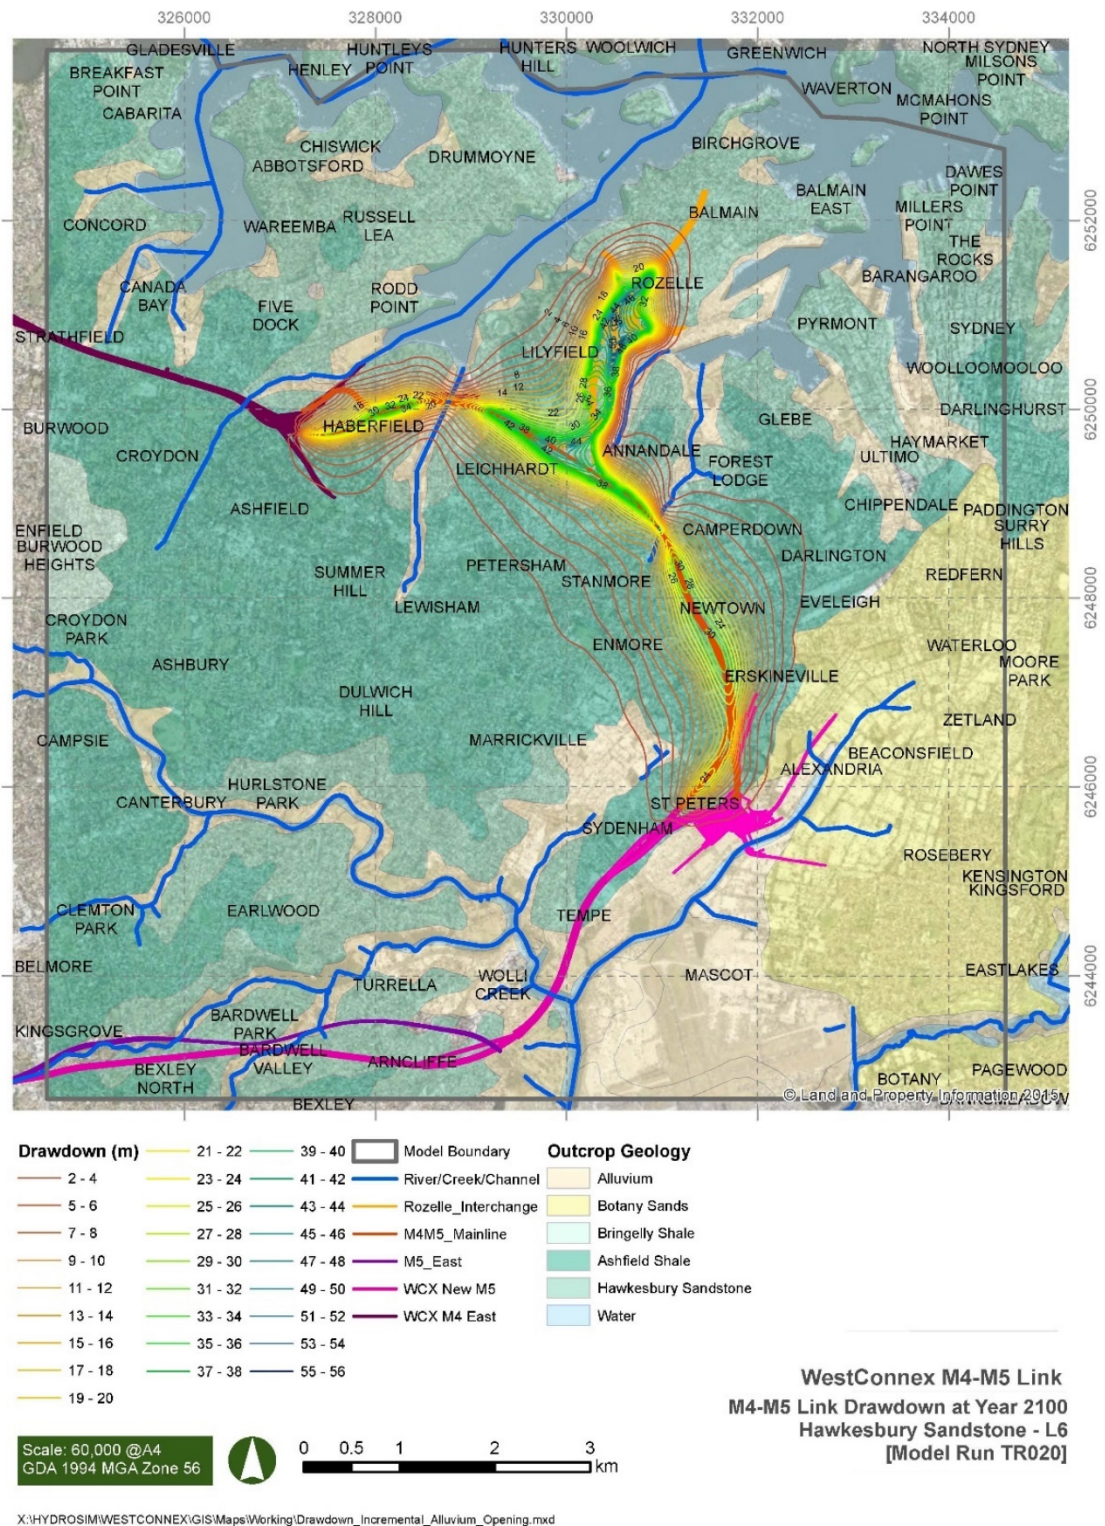 326000 328000 330000 332000 334000
GLADESVILLE
HUNTLEYS
POINT
HUNTERS
HILL
WOOLWICH
GREENWICH
NORTH SYDNEY
MILSONS
POINT
BREAKFAST
POINT
HENLEY
CABARITA
WAVERTON
MCMAHONS
POINT
CHISWICK
ABBOTSFORD
DRUMMOYNE
BIRCHGROVE
DAWES
POINT
BALMAIN
EAST
MILLERS
POINT
6252000
CONCORD
WAREEMBA
RUSSELL
LEA
BALMAIN
THE
ROCKS
BARANGAROO
CANADA
BAY
FIVE
DOCK
RODD
POINT
ROZELLE
PYRMONT
SYDNEY
STRATHFIELD
LILYFIELD
WOOLLOOMOOLOO
6250000
BURWOOD
HABERFIELD
GLEBE
DARLINGHURST
CROYDON
LEICHHARDT
ANNANDALE
FOREST
LODGE
HAYMARKET
ULTIMO
ASHFIELD
CHIPPENDALE
PADDINGTON
SURRY
HILLS
ENFIELD
BURWOOD
HEIGHTS
CAMPERDOWN
DARLINGTON
SUMMER
HILL
PETERSHAM
STANMORE
REDFERN
LEWISHAM
NEWTOWN
EVELEIGH
6248000
CROYDON
PARK
ENMORE
WATERLOO
MOORE
PARK
ASHBURY
ERSKINEVILLE
DULWICH
HILL
ZETLAND
CAMPSIE
MARRICKVILLE
BEACONSFIELD
ALEXANDRIA
HURLSTONE
PARK
CANTERBURY
ST PETERS
6246000
SYDENHAM
ROSEBERY
KENSINGTON
KINGSFORD
CLEMTON
PARK
EARLWOOD
TEMPE
BELMORE
TURRELLA
WOLLI
CREEK
MASCOT
EASTLAKES
6244000
KINGSGROVE
BARDWELL
PARK
BARDWELL
VALLEY
ARNCLIFFE
BEXLEY
NORTH
BOTANY
PAGEWOOD
BEXLEY
© Land and Property Information 2015
BANKSMEADOW
Drawdown (m)
2 - 4
5 - 6
7 - 8
9 - 10
11 - 12
13 - 14
15 - 16
17 - 18
19 - 20
21 - 22
23 - 24
25 - 26
27 - 28
29 - 30
31 - 32
33 - 34
35 - 36
37 - 38
39 - 40
41 - 42
43 - 44
45 - 46
47 - 48
49 - 50
51 - 52
53 - 54
55 - 56
Model Boundary
River/Creek/Channel
Rozelle_Interchange
M4M5_Mainline
M5_East
WCX New M5
WCX M4 East
Outcrop Geology
Alluvium
Botany Sands
Bringelly Shale
Ashfield Shale
Hawkesbury Sandstone
Water
WestConnex M4-M5 Link
M4-M5 Link Drawdown at Year 2100
Hawkesbury Sandstone - L6
[Model Run TR020]
Scale: 60,000 @A4
GDA 1994 MGA Zone 56
0 0.5 1 2 3
km
X:\HYDROSIM\WESTCONNEX\GIS\Maps\Working\Drawdown_Incremental_Alluvium_Opening.mxd